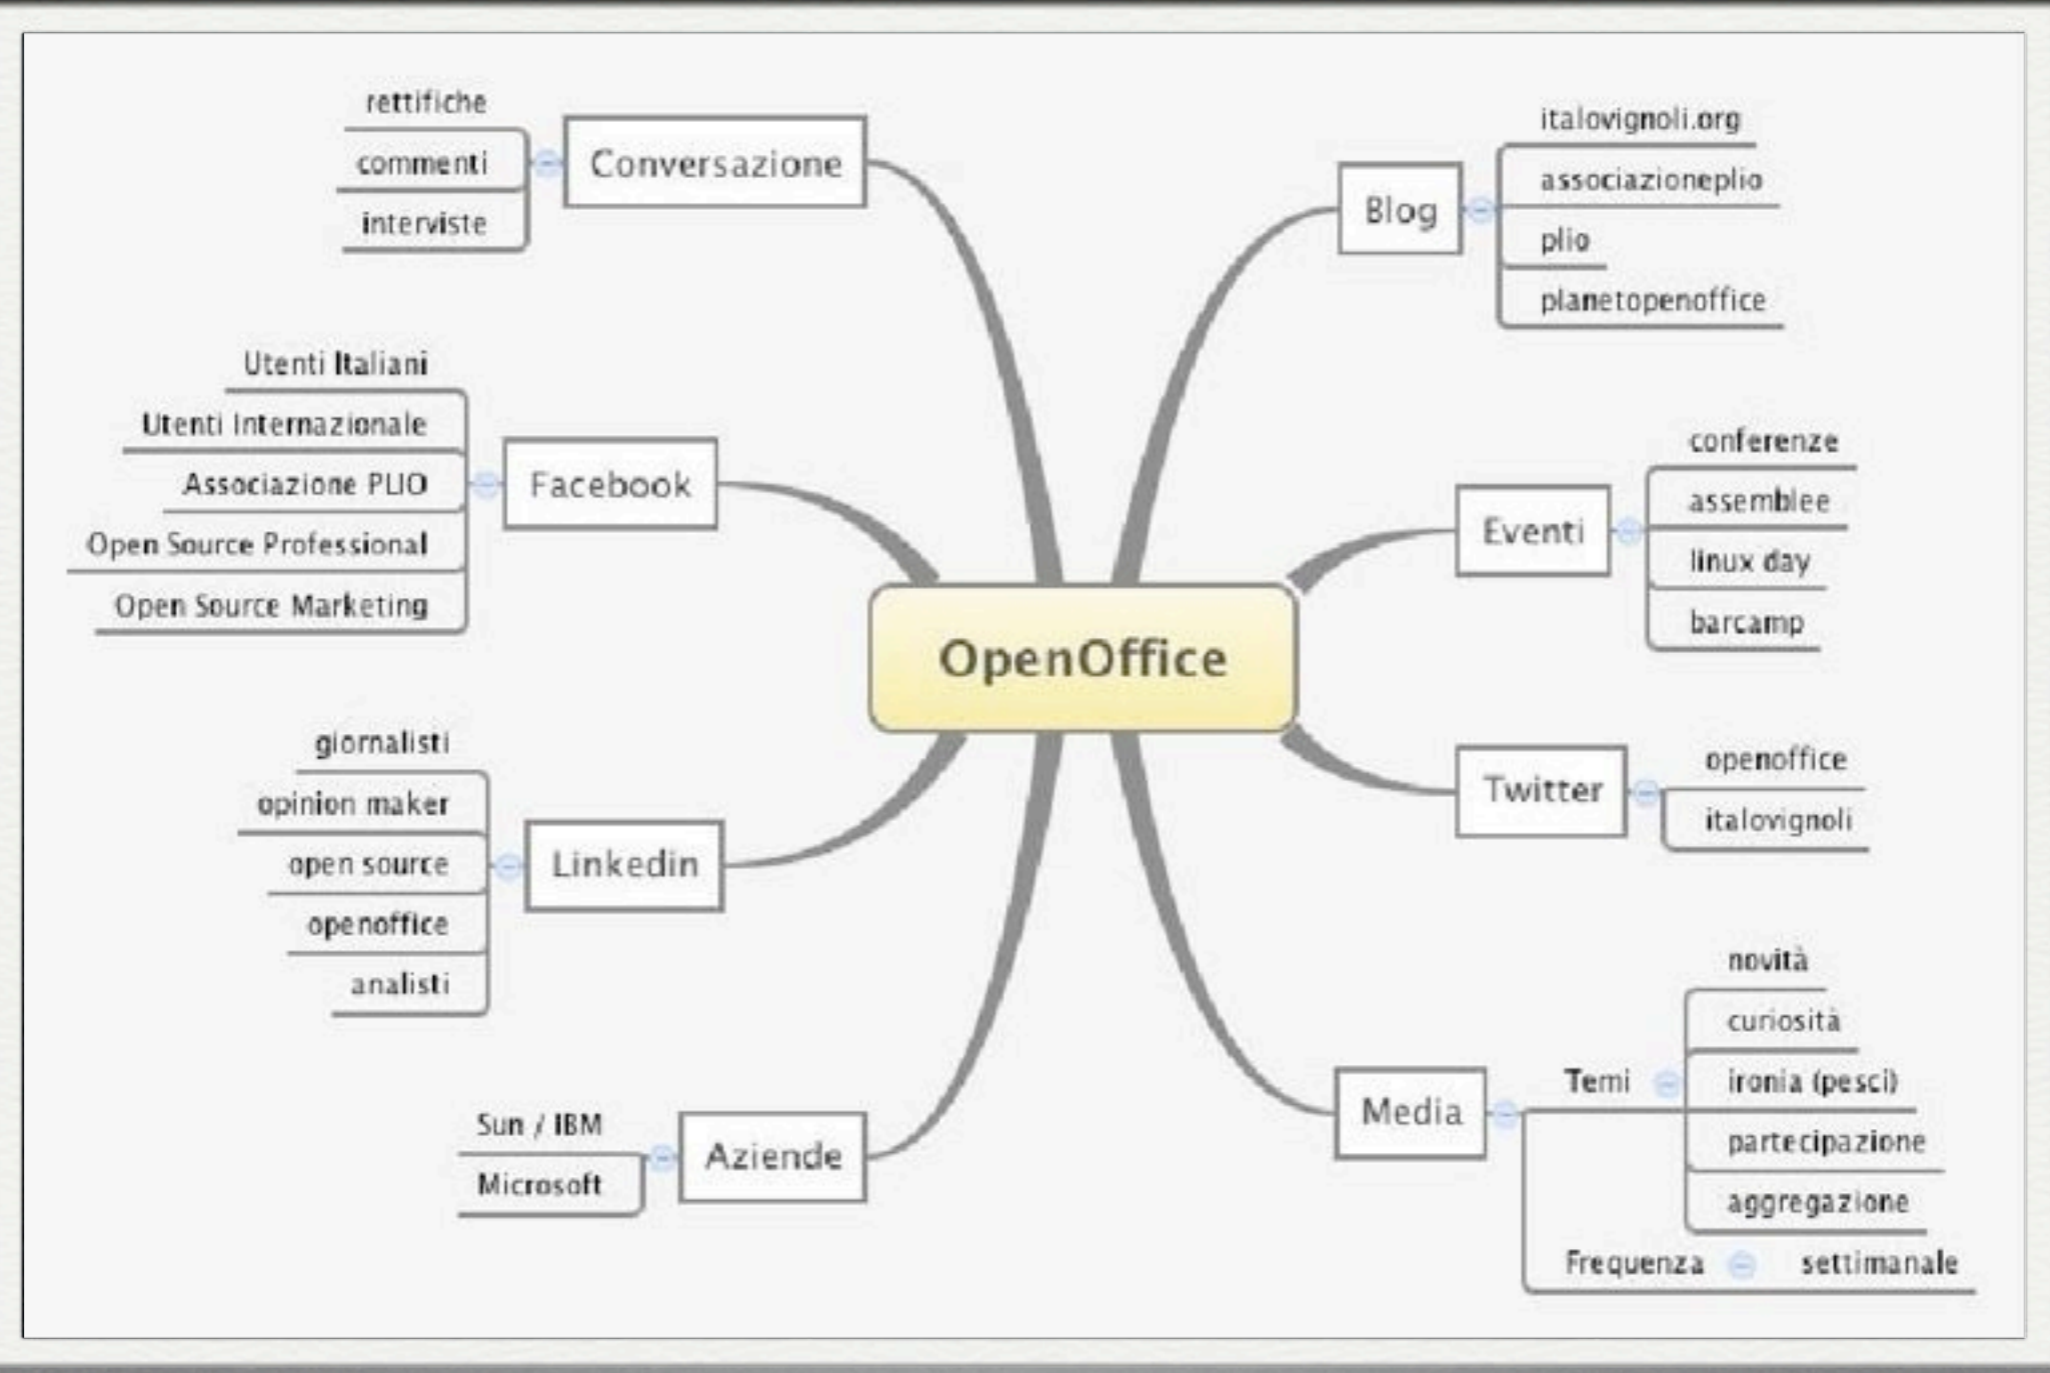 rettifiche
commenti
interviste
Conversazione
Utenti Italiani
Utenti Internazionale
Associazione PLIO
Open Source Professional
Open Source Marketing
Facebook
giornalisti
opinion maker
open source
openoffice
analisti
Linkedin
Sun / IBM
Microsoft
Aziende
OpenOffice
Blog
italovignoli.org
associazioneplio
plio
planetopenoffice
Eventi
conferenze
assemblee
linux day
barcamp
Twitter
openoffice
italovignoli
Media
Temi
novità
curiosità
ironia (pesci)
partecipazione
aggregazione
Frequenza
settimanale